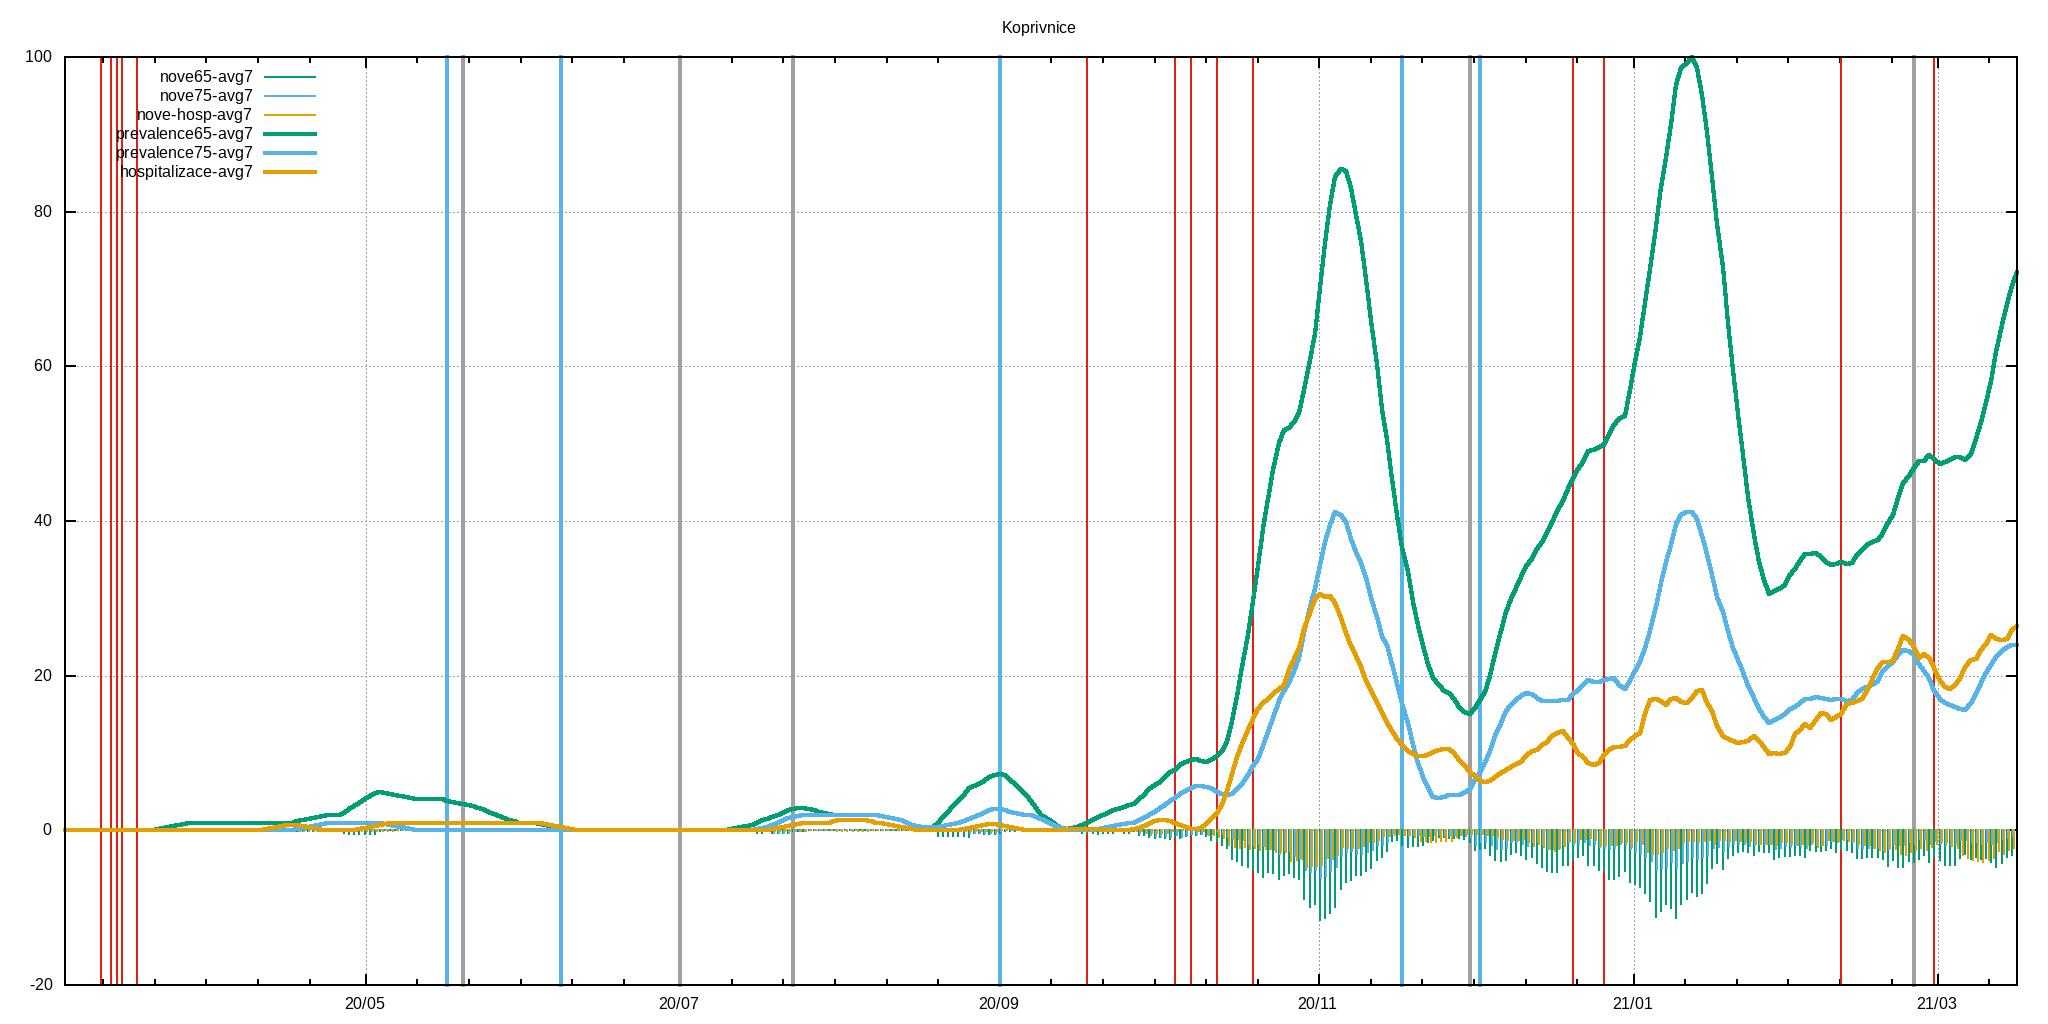 Koprivnice
100
80
60
40
20
0
-20
nove65-avg7
nove75-avg7
nove-hosp-avg7
prevalence65-avg7
prevalence75-avg7
hospitalizace-avg7
20/05 20/07 20/09 20/11 21/01 21/03